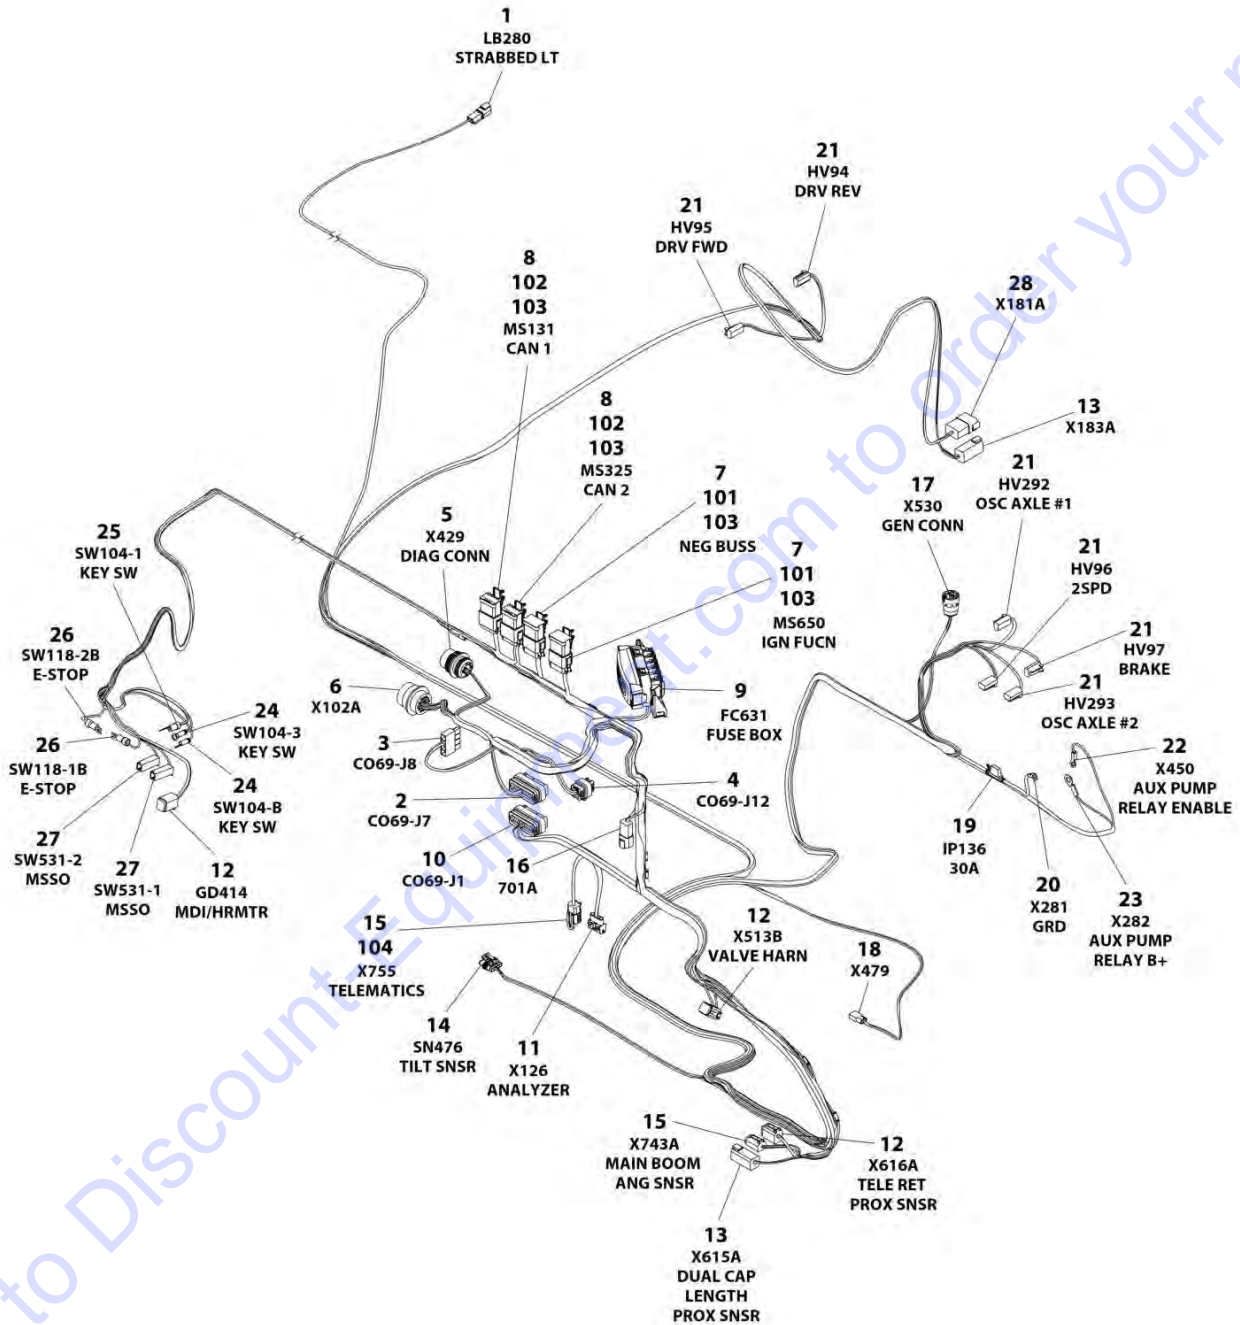 1
LB280
STRABBED LT
21
HV94
DRV REV
21
HV95
DRV FWD
8
102
103
MS131
CAN 1
28
X181A
8
102
103
MS325
CAN 2
13
X183A
7
101
103
NEG BUSS
21
HV292
OSC AXLE #1
17
X530
GEN CONN
5
X429
DIAG CONN
25
SW104-1
KEY SW
7
101
103
MS650
IGN FUCN
21
HV96
2SPD
26
SW118-2B
E-STOP
21
HV97
BRAKE
6
X102A
9
FC631
FUSE BOX
21
HV293
OSC AXLE #2
24
SW104-3
KEY SW
3
CO69-J8
26
SW118-1B
E-STOP
22
X450
AUX PUMP
RELAY ENABLE
4
CO69-J12
24
SW104-B
KEY SW
2
CO69-J7
27
SW531-2
MSSO
19
IP136
30A
27
SW531-1
MSSO
12
GD414
MDI/HRMTR
10
CO69-J1
16
701A
20
X281
GRD
23
X282
AUX PUMP
RELAY B+
15
104
X755
TELEMATICS
12
X513B
VALVE HARN
18
X479
14
SN476
TILT SNSR
11
X126
ANALYZER
15
X743A
MAIN BOOM
ANG SNSR
12
X616A
TELE RET
PROX SNSR
13
X615A
DUAL CAP
LENGTH
PROX SNSR
to Discount-Equipment.com to order your